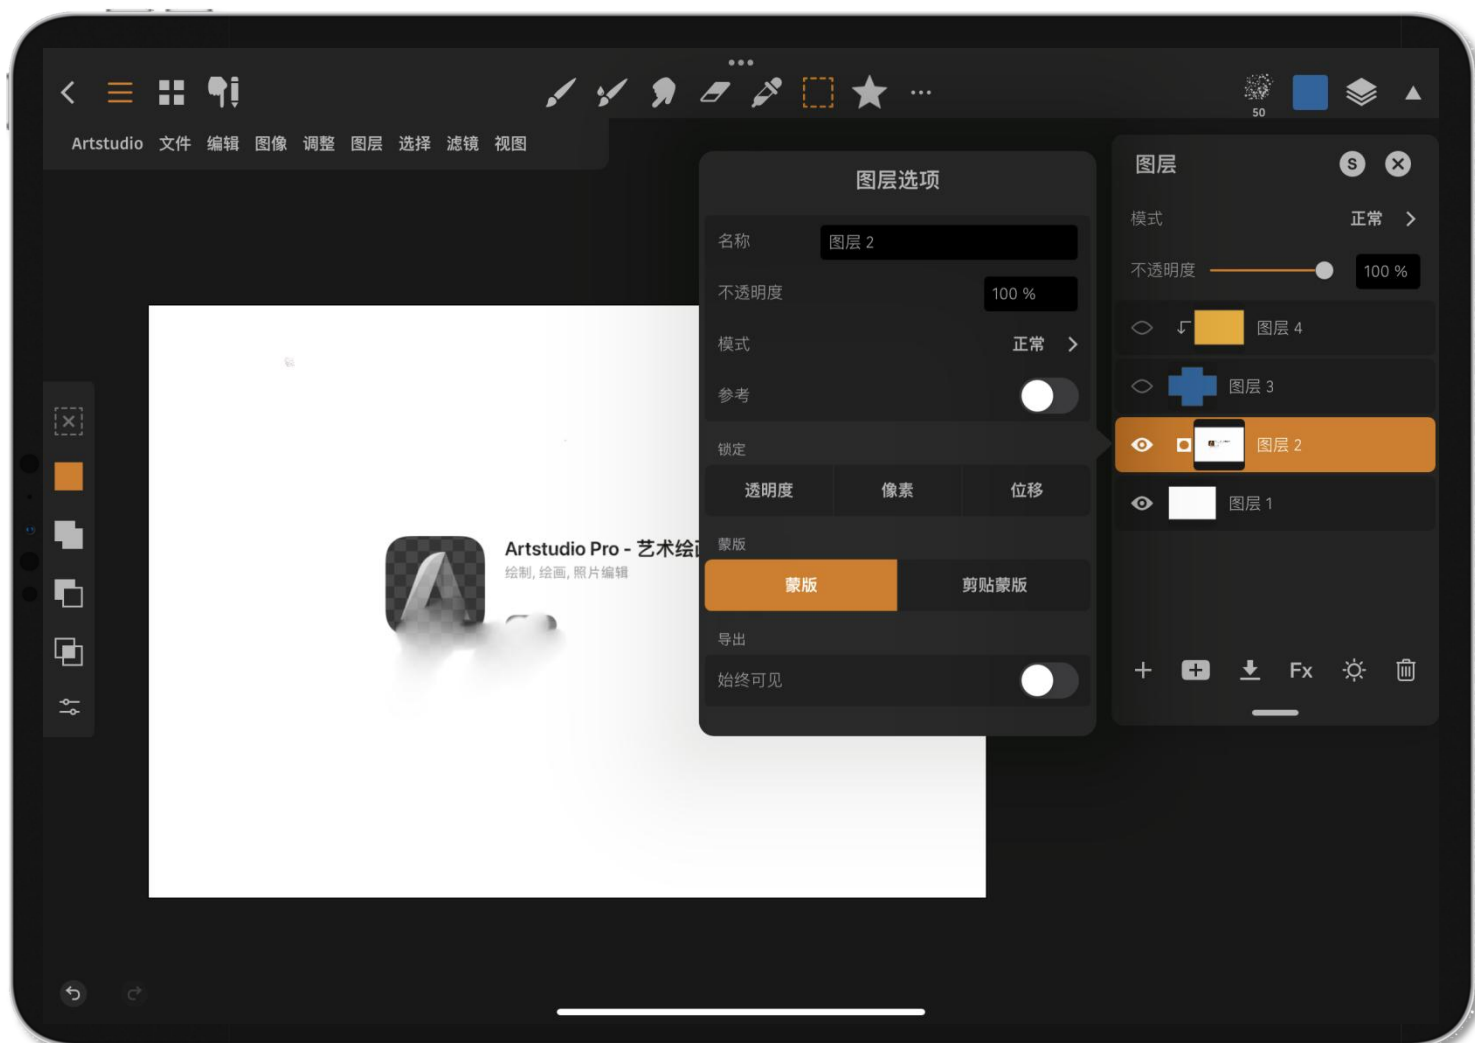 50
Artstudio 文件 编辑 图像 调整 图层 选择 滤镜 视图
图层选项
名称 图层 2
不透明度 100 %
模式 正常
参考
锁定
透明度 像素 位移
蒙版
蒙版 剪贴蒙版
导出
始终可见
图层 S
模式 正常
不透明度 100 %
图层 4
图层 3
图层 2
图层 1
Fx
Artstudio Pro - 艺术绘
绘制, 绘画, 照片编辑